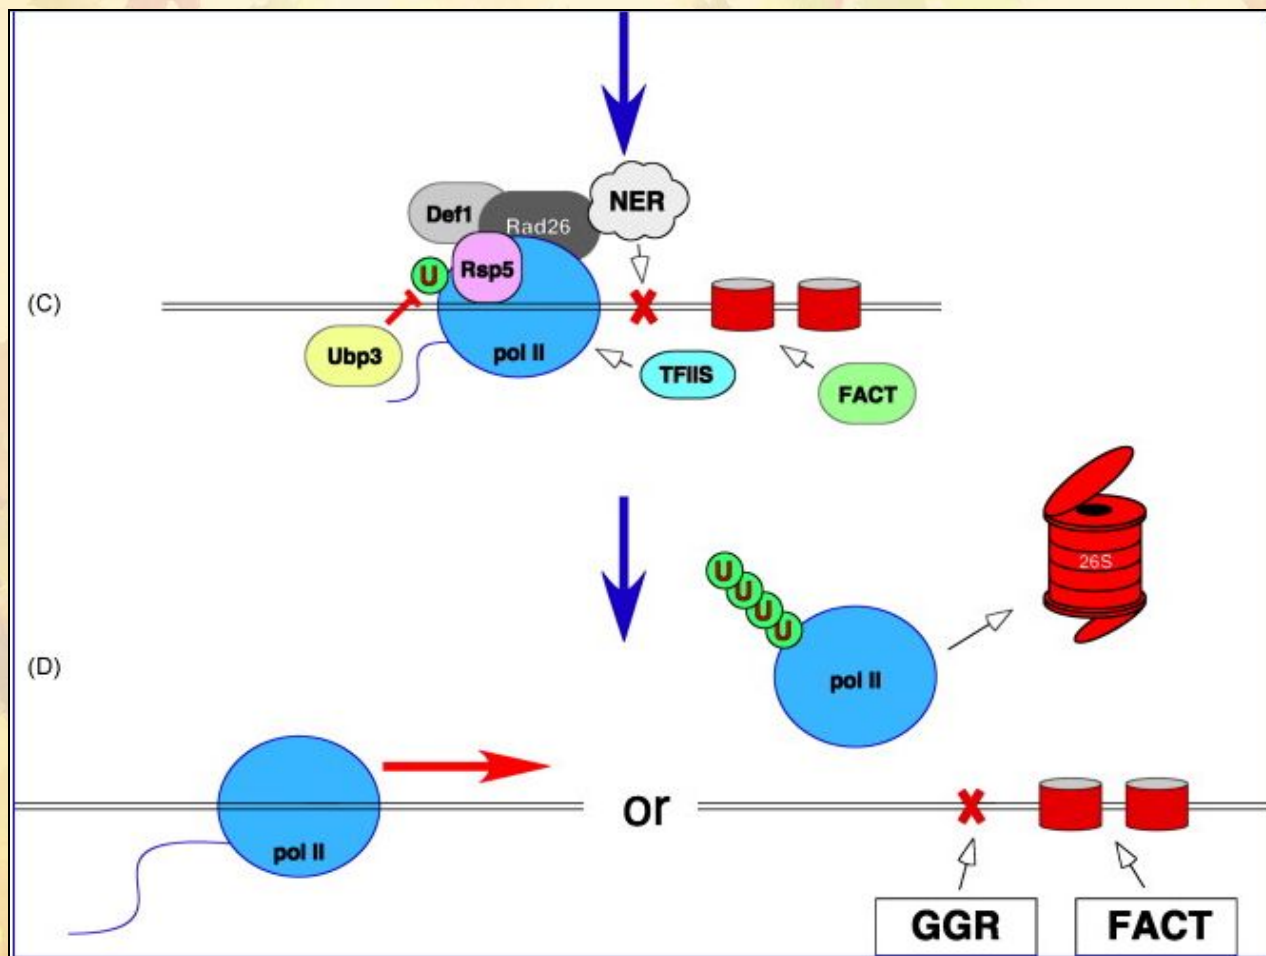 NER
Def1
Rad26
U
Rsp5
(C)
Ubp3
pol II
TFIIS
FACT
26S
U
U
U
U
(D)
pol II
or
pol II
GGR
FACT